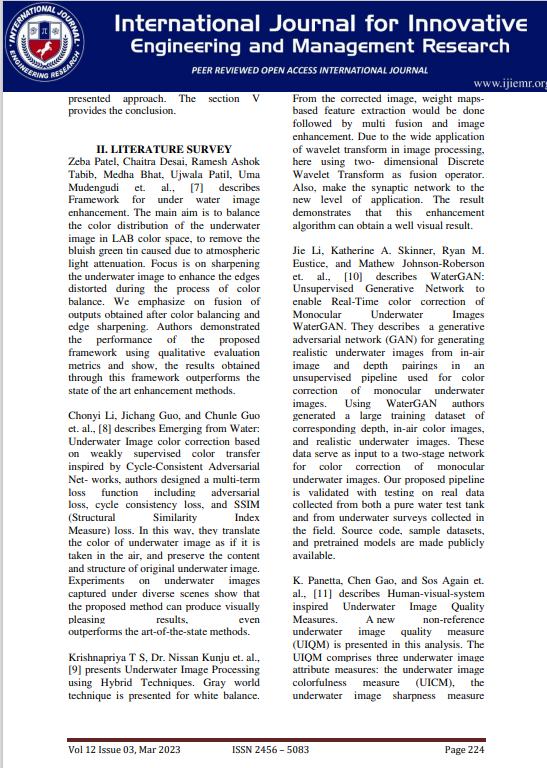 International Journal for Innovative
Engineering and Management Research
PEER REVIEWED OPEN ACCESS INTERNATIONAL JOURNAL
www.ijiemr.org
INTERNATIONAL JOURNAL
ENGINEERING RESEARCH
presented approach. The section V
provides the conclusion.
II. LITERATURE SURVEY
Zeba Patel, Chaitra Desai, Ramesh Ashok
Tabib, Medha Bhat, Ujwala Patil, Uma
Mudengudi et. al., [7] describes
Framework for under water image
enhancement. The main aim is to balance
the color distribution of the underwater
image in LAB color space, to remove the
bluish green tin caused due to atmospheric
light attenuation. Focus is on sharpening
the underwater image to enhance the edges
distorted during the process of color
balance. We emphasize on fusion of
outputs obtained after color balancing and
edge sharpening. Authors demonstrated
the performance of the proposed
framework using qualitative evaluation
metrics and show, the results obtained
through this framework outperforms the
state of the art enhancement methods.
Chonyi Li, Jichang Guo, and Chunle Guo
et. al., [8] describes Emerging from Water:
Underwater Image color correction based
on weakly supervised color transfer
inspired by Cycle-Consistent Adversarial
Net- works, authors designed a multi-term
loss function including adversarial
loss, cycle consistency loss, and SSIM
(Structural Similarity Index
Measure) loss. In this way, they translate
the color of underwater image as if it is
taken in the air, and preserve the content
and structure of original underwater image.
Experiments on underwater images
captured under diverse scenes show that
the proposed method can produce visually
pleasing results, even
outperforms the art-of-the-state methods.
Krishnapriya T S, Dr. Nissan Kunju et. al.,
[9] presents Underwater Image Processing
using Hybrid Techniques. Gray world
technique is presented for white balance.
From the corrected image, weight maps-
based feature extraction would be done
followed by multi fusion and image
enhancement. Due to the wide application
of wavelet transform in image processing,
here using two- dimensional Discrete
Wavelet Transform as fusion operator.
Also, make the synaptic network to the
new level of application. The result
demonstrates that this enhancement
algorithm can obtain a well visual result.
Jie Li, Katherine A. Skinner, Ryan M.
Eustice, and Mathew Johnson-Roberson
et. al., [10] describes WaterGAN:
Unsupervised Generative Network to
enable Real-Time color correction of
Monocular Underwater Images
WaterGAN. They describes a generative
adversarial network (GAN) for generating
realistic underwater images from in-air
image and depth pairings in an
unsupervised pipeline used for color
correction of monocular underwater
images. Using WaterGAN authors
generated a large training dataset of
corresponding depth, in-air color images,
and realistic underwater images. These
data serve as input to a two-stage network
for color correction of monocular
underwater images. Our proposed pipeline
is validated with testing on real data
collected from both a pure water test tank
and from underwater surveys collected in
the field. Source code, sample datasets,
and pretrained models are made publicly
available.
K. Panetta, Chen Gao, and Sos Again et.
al., [11] describes Human-visual-system
inspired Underwater Image Quality
Measures. A new non-reference
underwater image quality measure
(UIQM) is presented in this analysis. The
UIQM comprises three underwater image
attribute measures: the underwater image
colorfulness measure (UICM), the
underwater image sharpness measure
Vol 12 Issue 03, Mar 2023 ISSN 2456 – 5083 Page 224